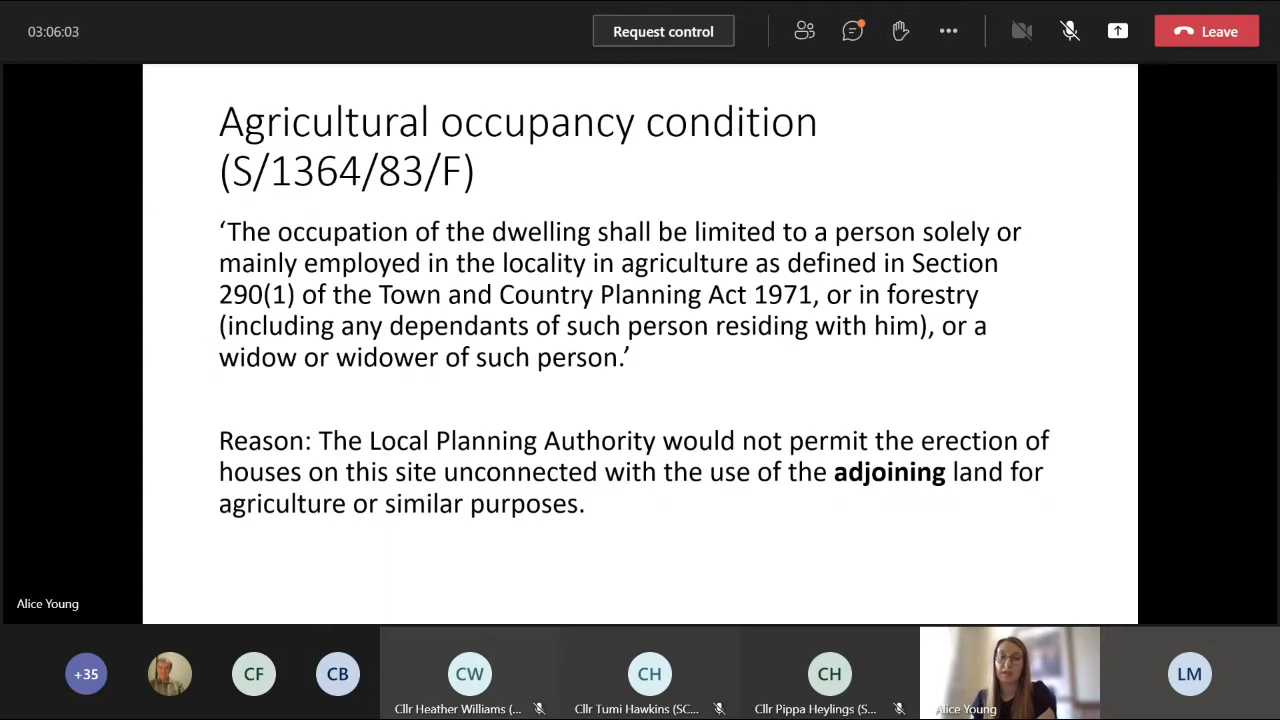 03:06:03
Request control
Leave
Agricultural occupancy condition
(S/1364/83/F)
‘The occupation of the dwelling shall be limited to a person solely or
mainly employed in the locality in agriculture as defined in Section
290(1) of the Town and Country Planning Act 1971, or in forestry
(including any dependants of such person residing with him), or a
widow or widower of such person.’
Reason: The Local Planning Authority would not permit the erection of
houses on this site unconnected with the use of the adjoining land for
agriculture or similar purposes.
Alice Young
+35
CF
CB
CW
CH
CH
LM
Cllr Heather Williams (...
Cllr Tumi Hawkins (SC...
Cllr Pippa Heylings (S...
Alice Young